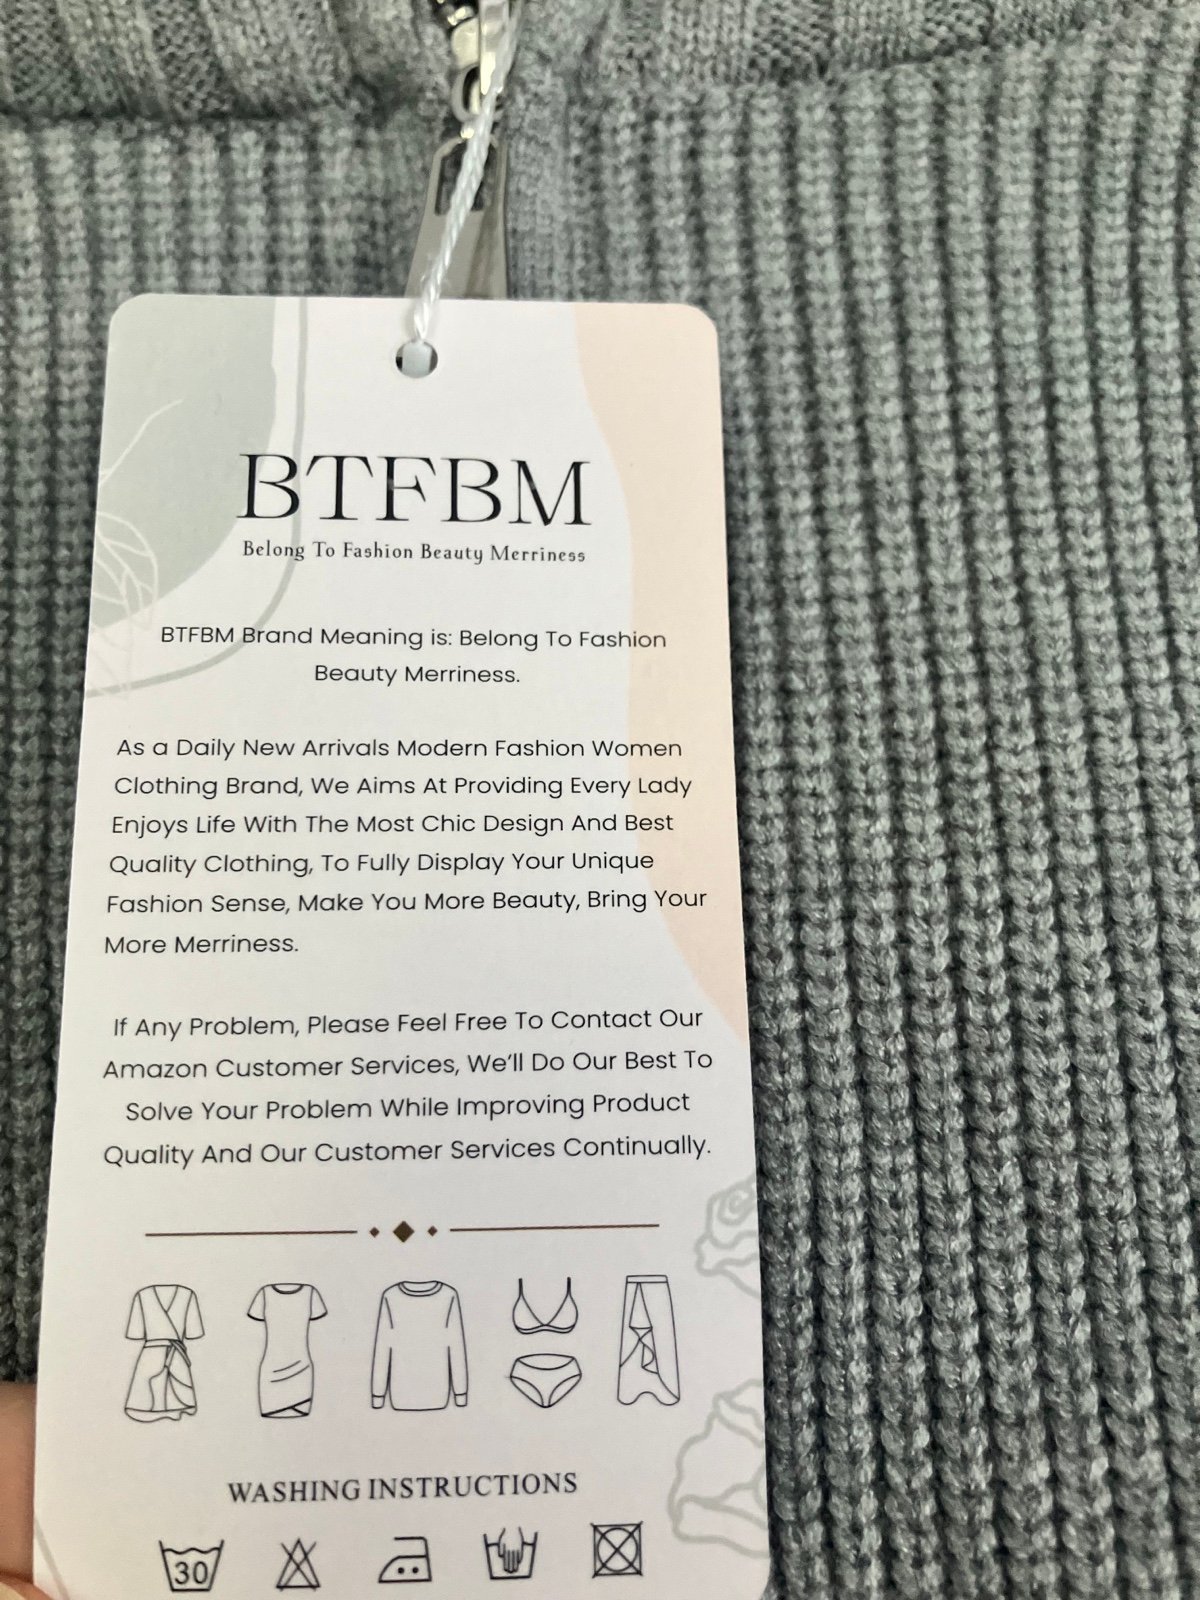 BTFBM
Belong To Fashion Beauty Merriness
BTFBM Brand Meaning is: Belong To Fashion
Beauty Merriness.
As a Daily New Arrivals Modern Fashion Women
Clothing Brand, We Aims At Providing Every Lady
Enjoys Life With The Most Chic Design And Best
Quality Clothing, To Fully Display Your Unique
Fashion Sense, Make You More Beauty, Bring Your
More Merriness.
If Any Problem, Please Feel Free To Contact Our
Amazon Customer Services, We'll Do Our Best To
Solve Your Problem While Improving Product
Quality And Our Customer Services Continually.
WASHING INSTRUCTIONS
30